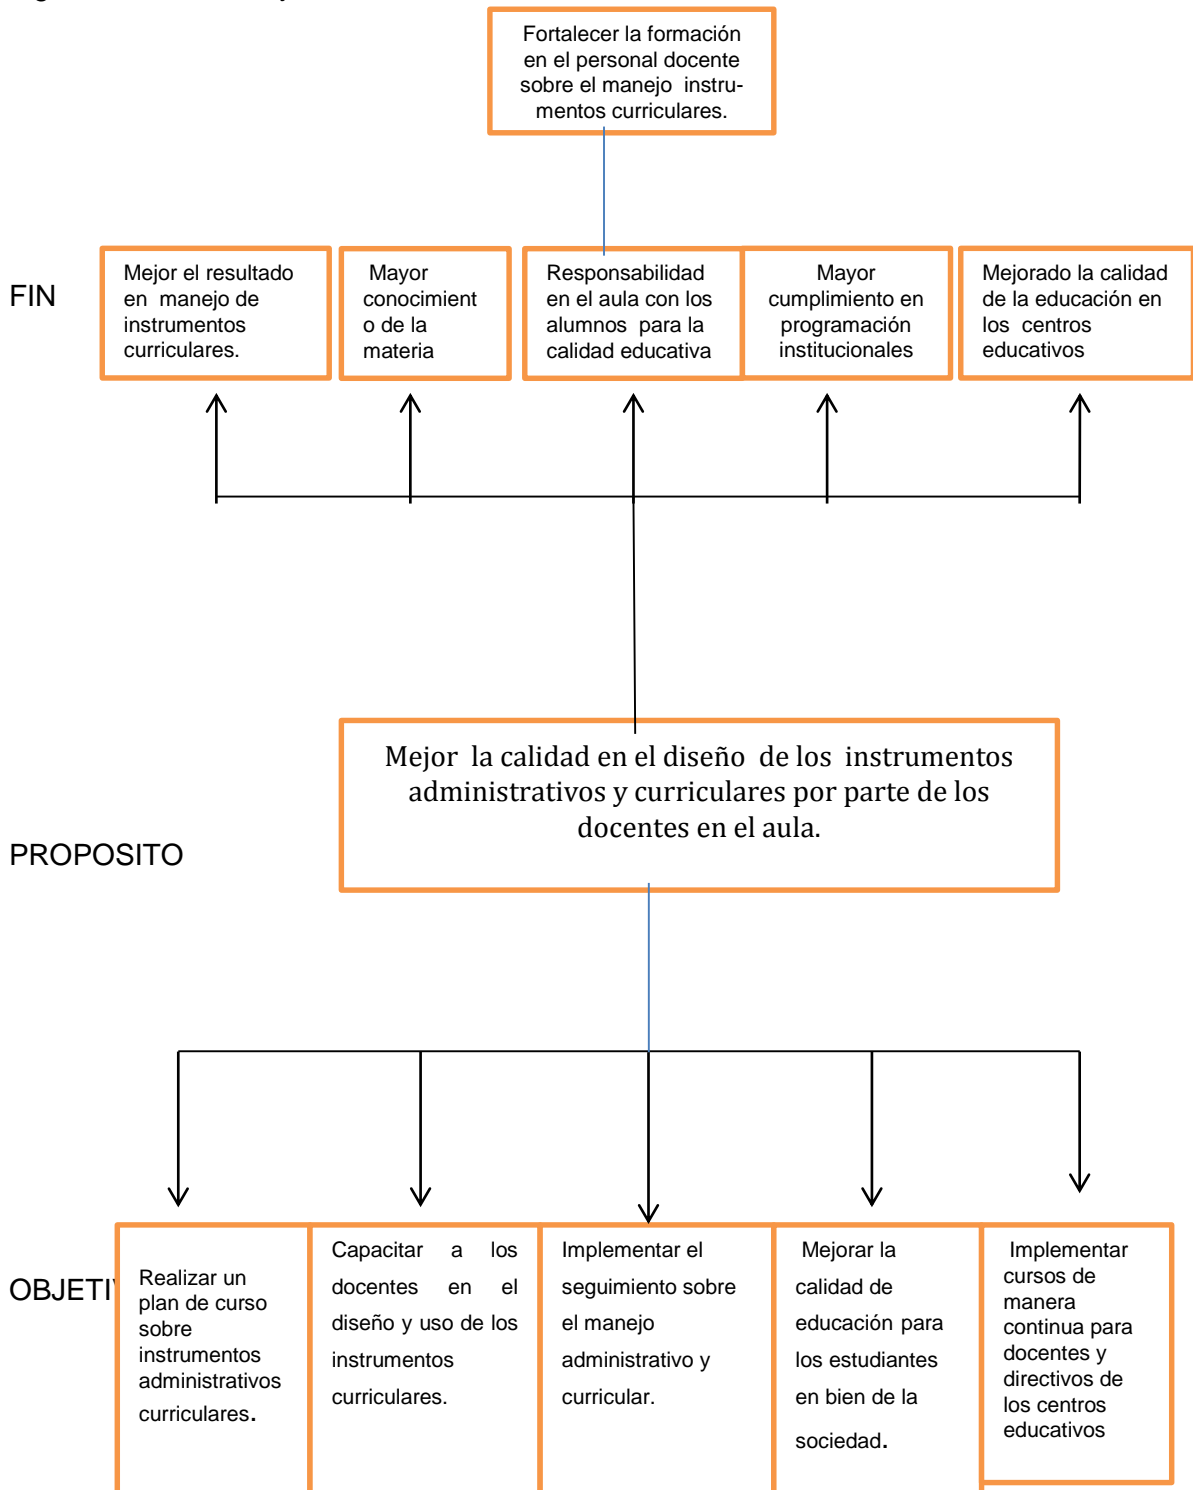 Fortalecer la formación
en el personal docente
sobre el manejo  instru-
mentos curriculares.
FIN
Mejor el resultado
en  manejo de
instrumentos
curriculares.
Mayor
conocimient
o de la
materia
Responsabilidad
en el aula con los
alumnos  para la
calidad educativa
Mayor
cumplimiento en
programación
institucionales
Mejorado la calidad
de la educación en
los  centros
educativos
Mejor  la calidad en el diseño  de los  instrumentos
administrativos y curriculares por parte de los
docentes en el aula.
PROPOSITO
OBJETI
Realizar un
plan de curso
sobre
instrumentos
administrativos
curriculares.
Capacitar a los
docentes en el
diseño y uso de los
instrumentos
curriculares.
Implementar el
seguimiento sobre
el manejo
administrativo y
curricular.
Mejorar la
calidad de
educación para
los estudiantes
en bien de la
sociedad.
Implementar
cursos de
manera
continua para
docentes y
directivos de
los centros
educativos